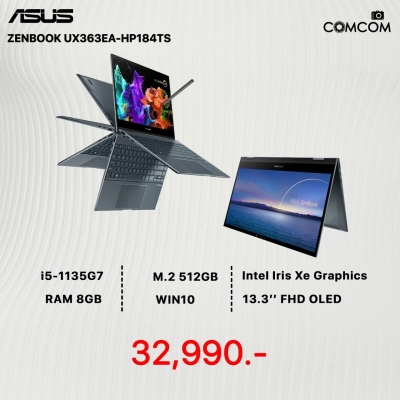 ASUS
COMCOM
ZENBOOK UX363EA-HP184TS
i5-1135G7
M.2 512GB
Intel Iris Xe Graphics
RAM 8GB
WIN10
13.3’’ FHD OLED
32,990.-